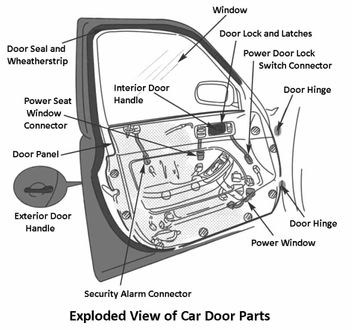 Window
Door Seal and
Wheatherstrip
Door Lock and Latches
Power Door Lock
Switch Connector
Interior Door
Handle
Power Seat
Window
Connector
Door Hinge
Door Panel
Exterior Door
Handle
Door Hinge
Power Window
Security Alarm Connector
Exploded View of Car Door Parts